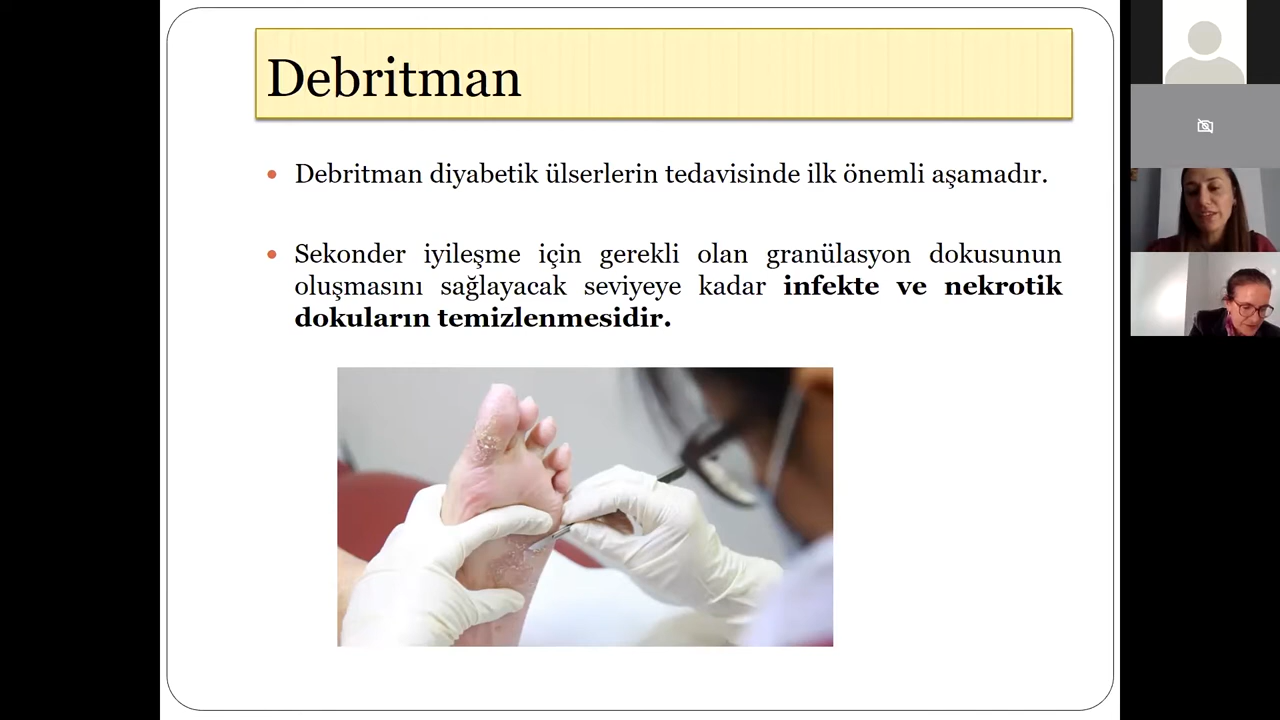 Debritman
• Debritman diyabetik ülserlerin tedavisinde ilk önemli aşamadır.
• Sekonder iyileşme için gerekli olan granülasyon dokusunun
oluşmasını sağlayacak seviyeye kadar infekte ve nekrotik
dokuların temizlenmesidir.